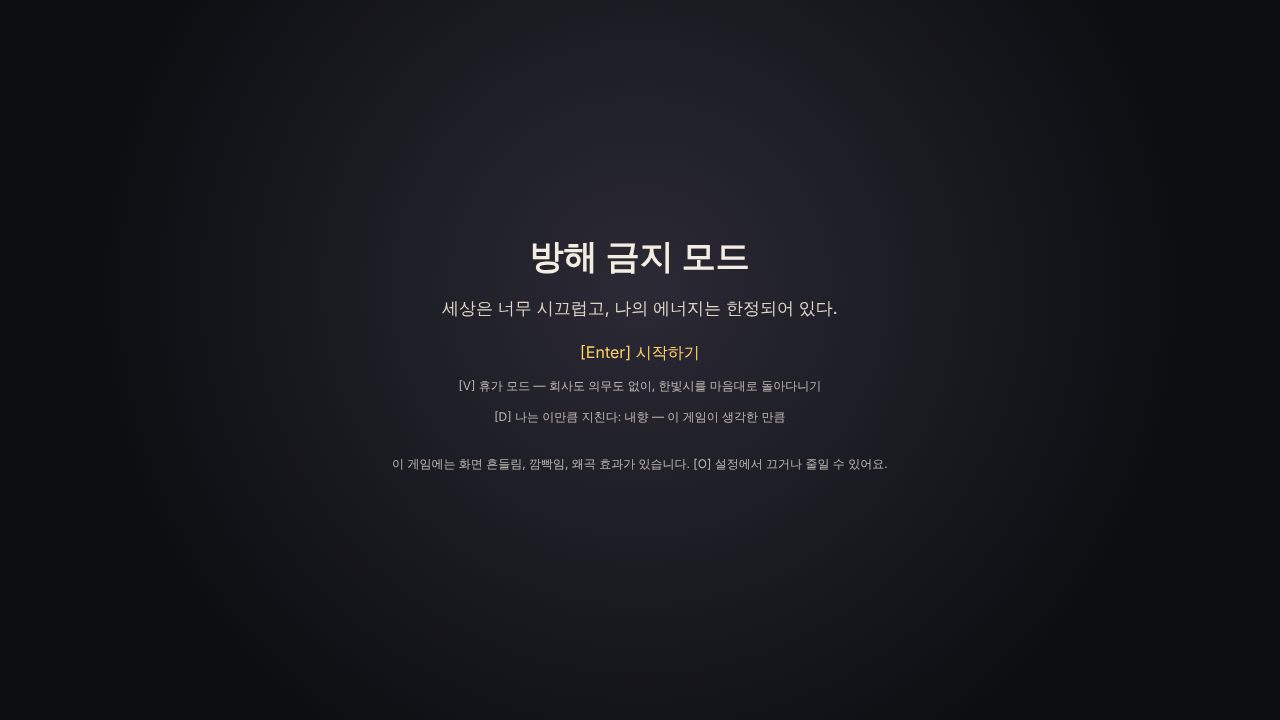 방해 금지 모드
세상은 너무 시끄럽고, 나의 에너지는 한정되어 있다.
[Enter] 시작하기
[V] 휴가 모드 — 회사도 의무도 없이, 한빛시를 마음대로 돌아다니기
[D] 나는 이만큼 지친다: 내향 — 이 게임이 생각한 만큼
이 게임에는 화면 흔들림, 깜빡임, 왜곡 효과가 있습니다. [O] 설정에서 끄거나 줄일 수 있어요.